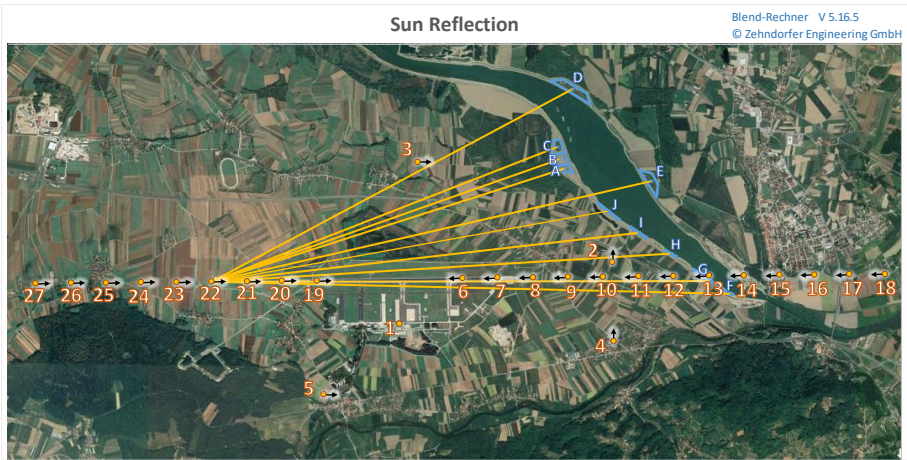 Sun Reflection
Blend-Rechner V 5.16.5
© Zehndorfer Engineering GmbH
D
3
C
B
A
E
J
I
2
H
G
27 26 25 24 23 22 21 20 19 6 7 8 9 10 11 12 13 14 15 16 17 18
F
1
4
5